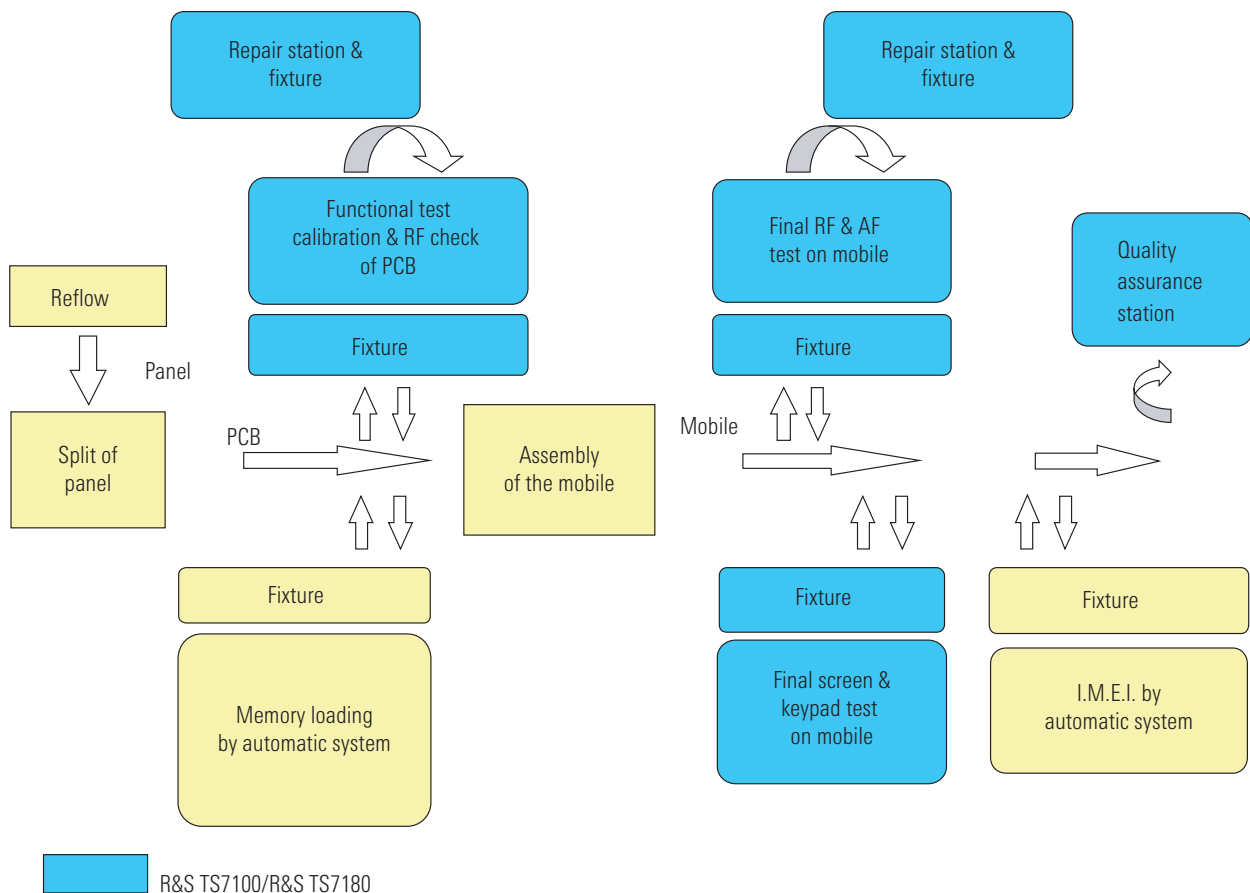 Repair station &
fixture
Repair station &
fixture
Functional test
calibration & RF check
of PCB
Final RF & AF
test on mobile
Quality
assurance
station
Reflow
Fixture
Fixture
Panel
Split of
panel
PCB
Assembly
of the mobile
Mobile
Fixture
Fixture
Fixture
Memory loading
by automatic system
Final screen &
keypad test
on mobile
I.M.E.I. by
automatic system
R&S TS7100/R&S TS7180